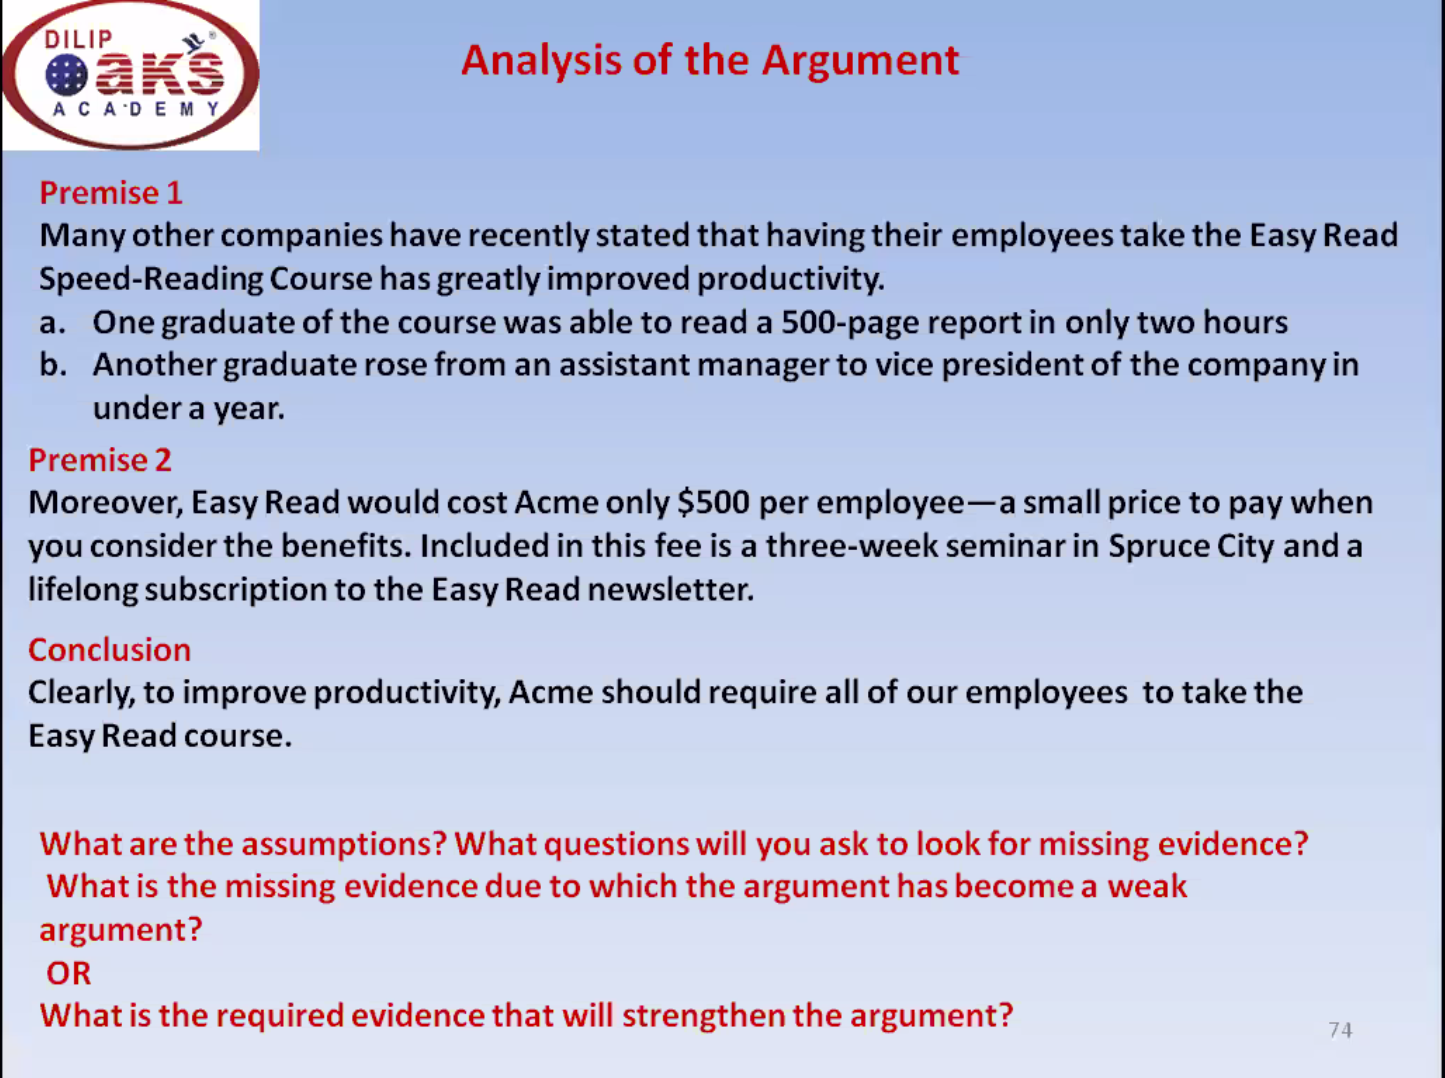 DILIP
aks
ACADEMY
Analysis of the Argument
Premise 1
Many other companies have recently stated that having their employees take the Easy Read
Speed-Reading Course has greatly improved productivity.
a. One graduate of the course was able to read a 500-page report in only two hours
b. Another graduate rose from an assistant manager to vice president of the company in
under a year.
Premise 2
Moreover, Easy Read would cost Acme only $500 per employee—a small price to pay when
you consider the benefits. Included in this fee is a three-week seminar in Spruce City and a
lifelong subscription to the Easy Read newsletter.
Conclusion
Clearly, to improve productivity, Acme should require all of our employees to take the
Easy Read course.
What are the assumptions? What questions will you ask to look for missing evidence?
What is the missing evidence due to which the argument has become a weak
argument?
OR
What is the required evidence that will strengthen the argument?
74